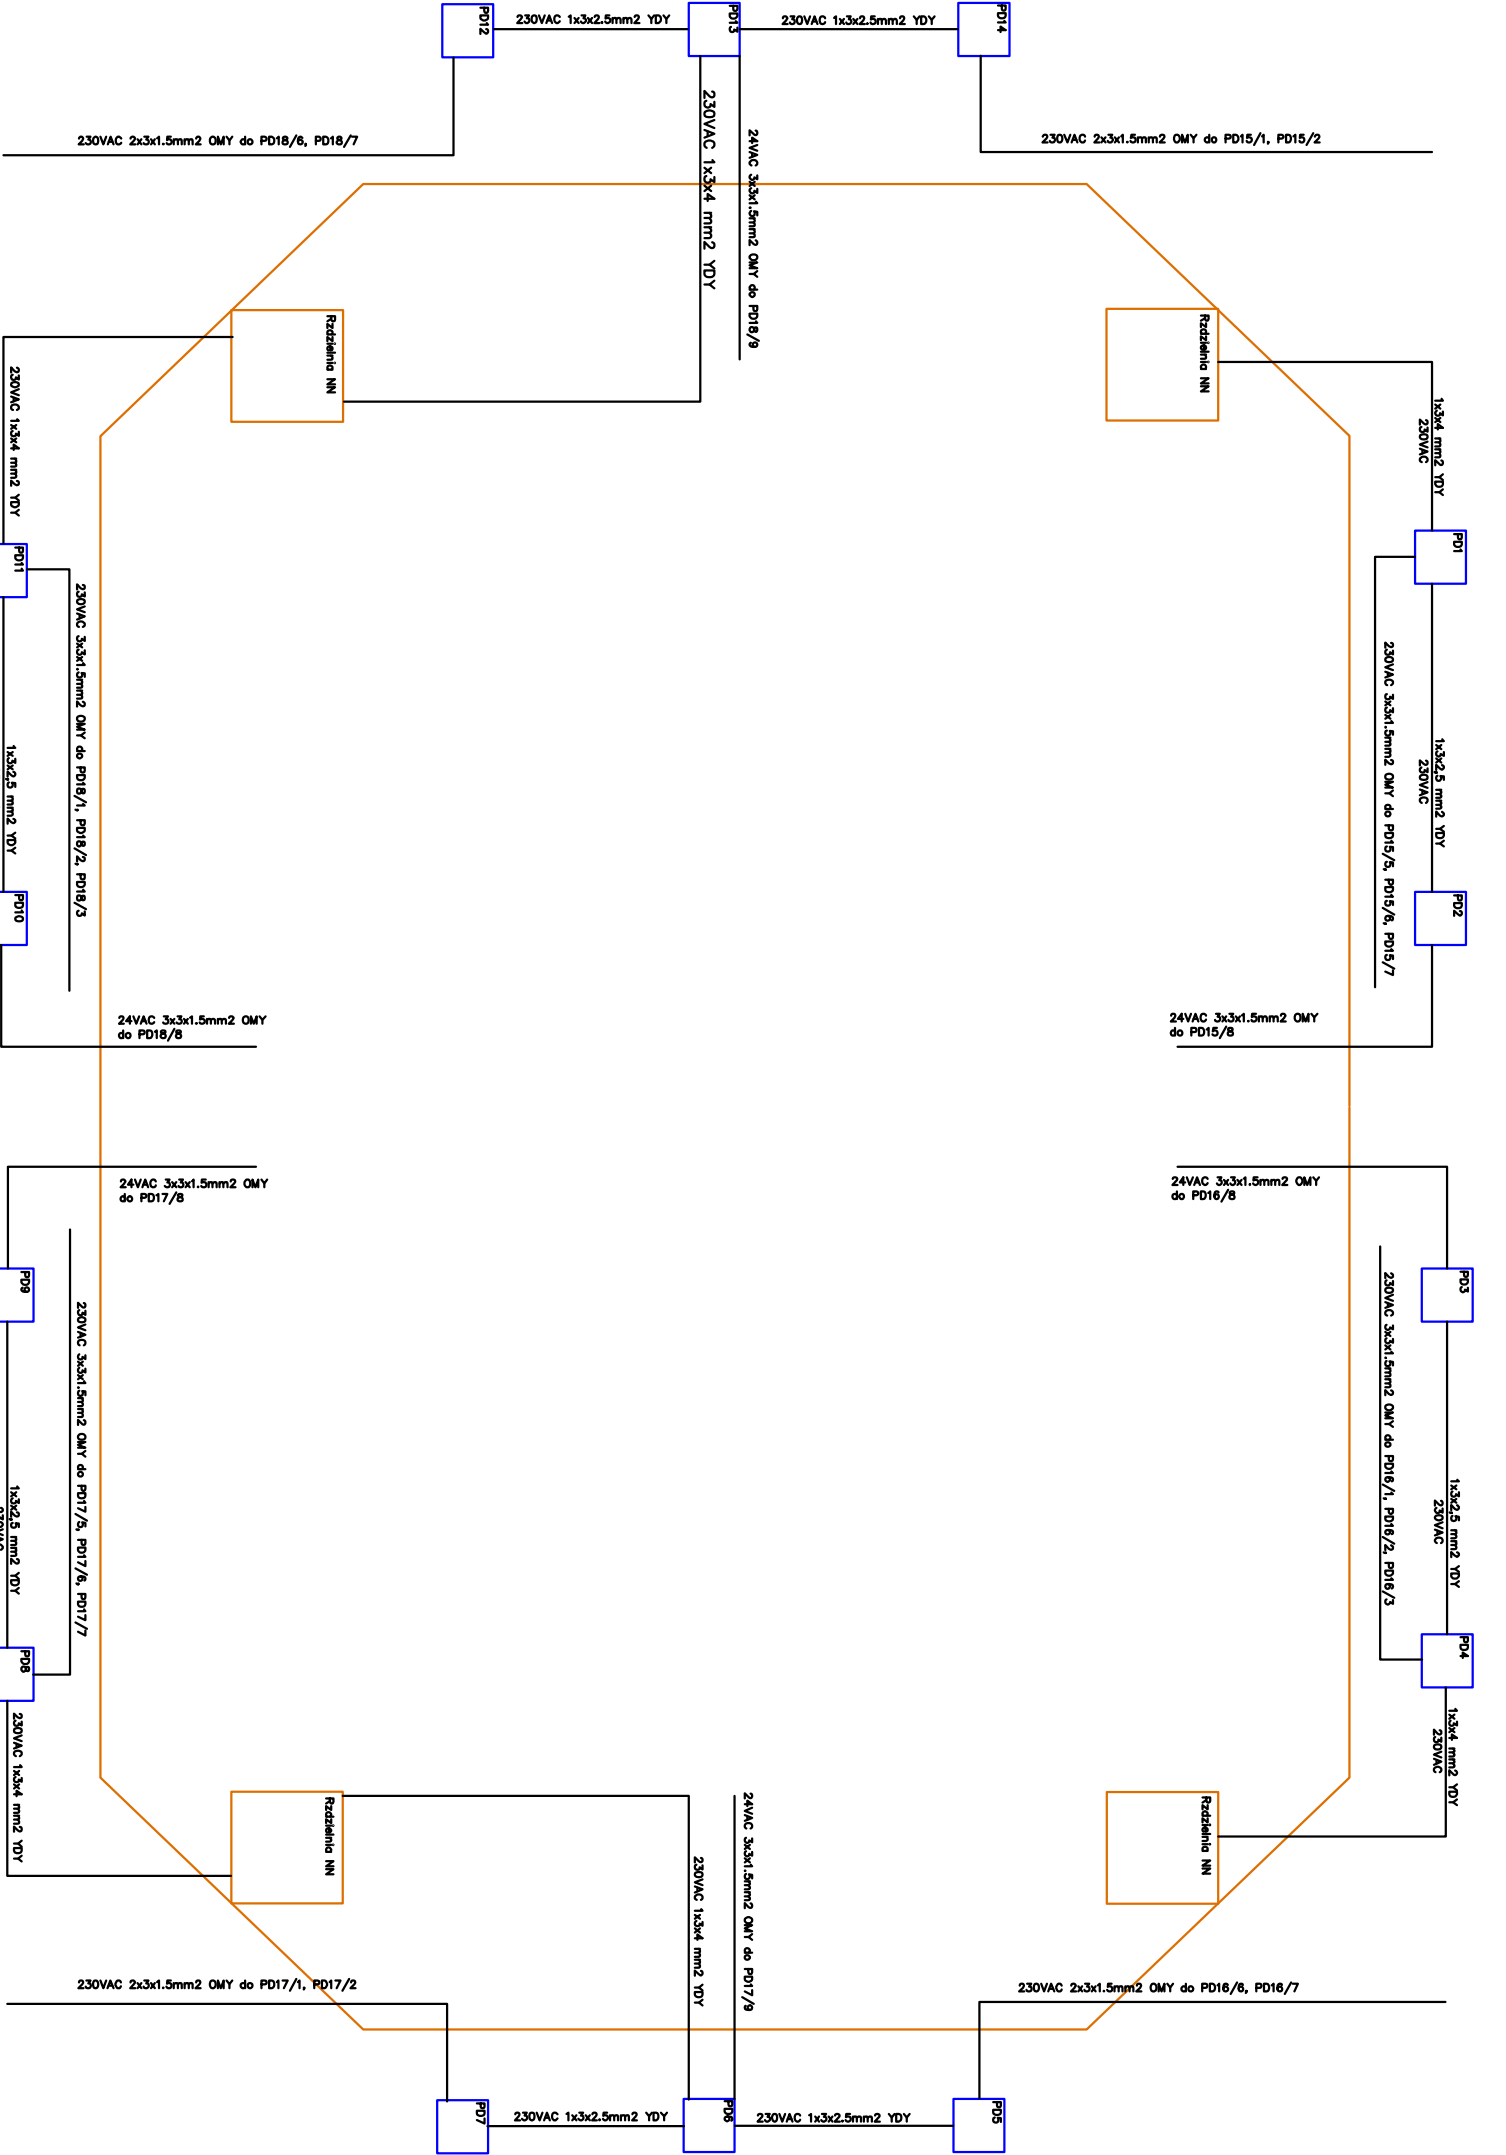 PD12
230VAC 1x3x2.5mm2 YDY
PD13
230VAC 1x3x2.5mm2 YDY
PD14
230VAC 2x3x1.5mm2 OMY do PD18/6, PD18/7
230VAC 1x3x4 mm2 YDY
24VAC 3x3x1.5mm2 OMY do PD18/9
230VAC 2x3x1.5mm2 OMY do PD15/1, PD15/2
Rzdzielnia NN
Rzdzielnia NN
230VAC 1x3x4 mm2 YDY
1x3x4 mm2 YDY
230VAC
PD11
PD1
230VAC 3x3x1.5mm2 OMY do PD18/1, PD18/2, PD18/3
230VAC 3x3x1.5mm2 OMY do PD15/5, PD15/6, PD15/7
1x3x2,5 mm2 YDY
1x3x2,5 mm2 YDY
230VAC
PD10
PD2
24VAC 3x3x1.5mm2 OMY
do PD18/8
24VAC 3x3x1.5mm2 OMY
do PD15/8
24VAC 3x3x1.5mm2 OMY
do PD17/8
24VAC 3x3x1.5mm2 OMY
do PD16/8
PD9
PD3
230VAC 3x3x1.5mm2 OMY do PD17/5, PD17/6, PD17/7
230VAC 3x3x1.5mm2 OMY do PD16/1, PD16/2, PD16/3
1x3x2,5 mm2 YDY
230VAC
1x3x2,5 mm2 YDY
230VAC
PD8
PD4
230VAC 1x3x4 mm2 YDY
1x3x4 mm2 YDY
230VAC
Rzdzielnia NN
Rzdzielnia NN
230VAC 1x3x4 mm2 YDY
24VAC 3x3x1.5mm2 OMY do PD17/9
230VAC 2x3x1.5mm2 OMY do PD17/1, PD17/2
230VAC 2x3x1.5mm2 OMY do PD16/6, PD16/7
PD7
230VAC 1x3x2.5mm2 YDY
PD6
230VAC 1x3x2.5mm2 YDY
PD5